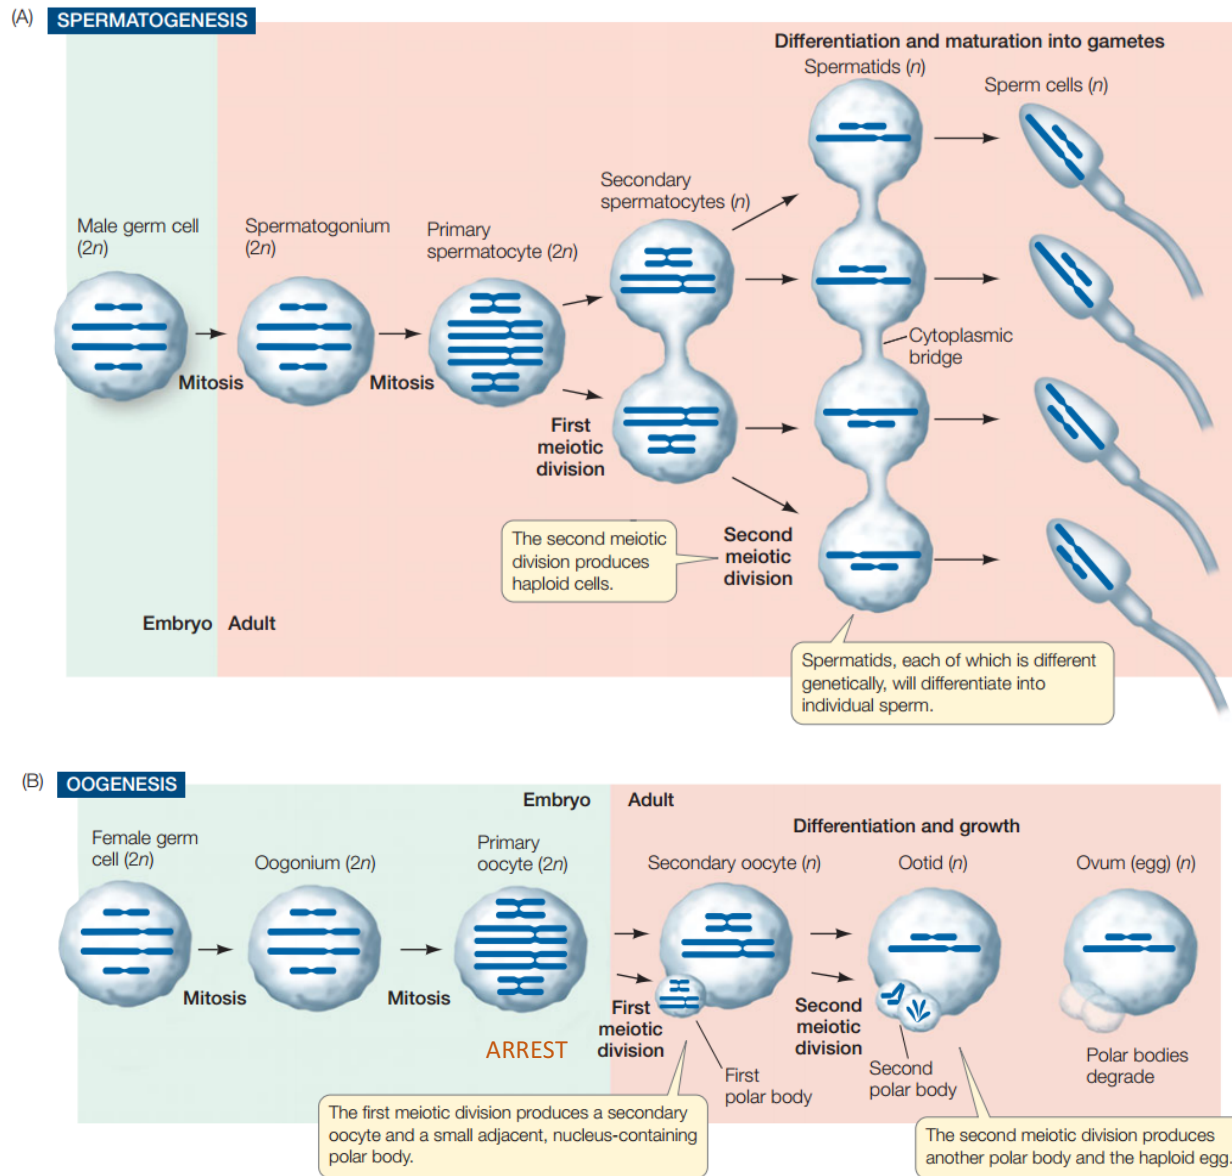 (A) SPERMATOGENESIS
Differentiation and maturation into gametes
Spermatids (n)
Sperm cells (n)
Secondary
spermatocytes (n)
Male germ cell
(2n)
Spermatogonium
(2n)
Primary
spermatocyte (2n)
Cytoplasmic
bridge
Mitosis
Mitosis
First
meiotic
division
The second meiotic
division produces
haploid cells.
Second
meiotic
division
Embryo
Adult
Spermatids, each of which is different
genetically, will differentiate into
individual sperm.
(B) OOGENESIS
Embryo
Adult
Differentiation and growth
Female germ
cell (2n)
Oogonium (2n)
Primary
oocyte (2n)
Secondary oocyte (n)
Ootid (n)
Ovum (egg) (n)
Mitosis
Mitosis
First
meiotic
division
Second
meiotic
division
ARREST
First
polar body
Second
polar body
Polar bodies
degrade
The first meiotic division produces a secondary
oocyte and a small adjacent, nucleus-containing
polar body.
The second meiotic division produces
another polar body and the haploid egg.